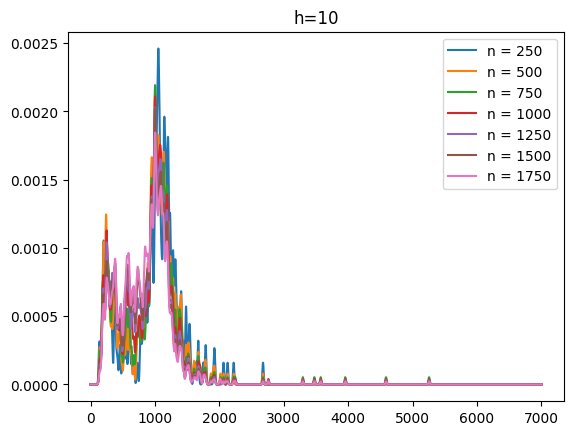 h=10
n = 250
n = 500
n = 750
n = 1000
n = 1250
n = 1500
n = 1750
0.0025
0.0020
0.0015
0.0010
0.0005
0.0000
0 1000 2000 3000 4000 5000 6000 7000